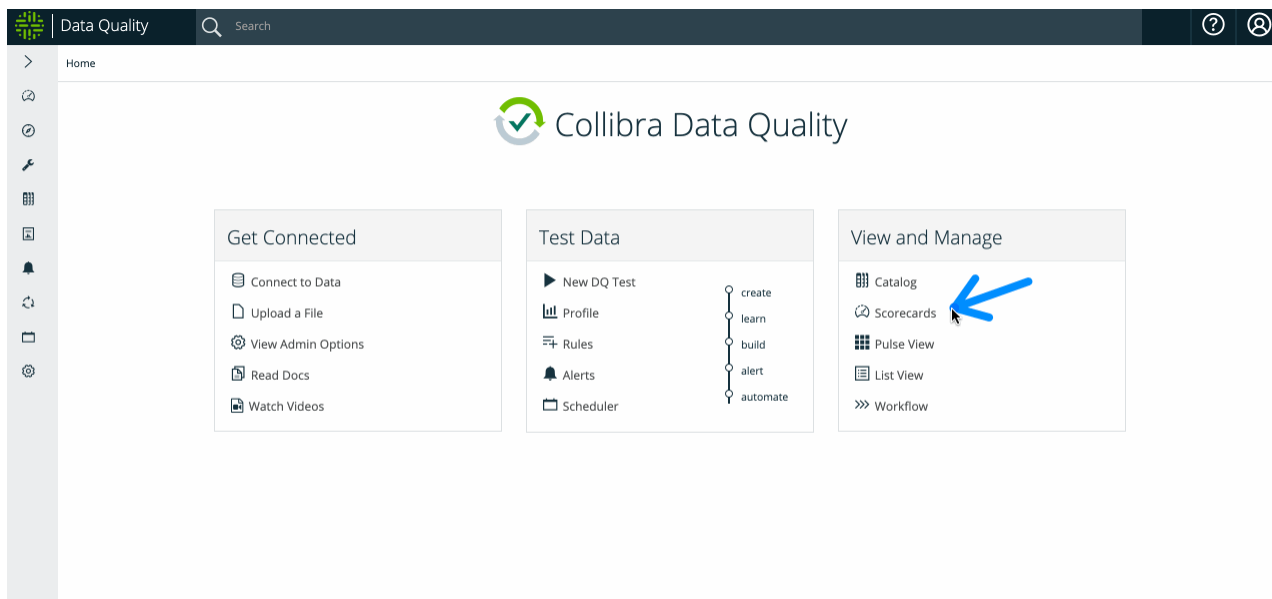 Data Quality
Search
Home
Collibra Data Quality
Get Connected
Connect to Data
Upload a File
View Admin Options
Read Docs
Watch Videos
Test Data
New DQ Test
Profile
Rules
Alerts
Scheduler
create
learn
build
alert
automate
View and Manage
Catalog
Scorecards
Pulse View
List View
Workflow